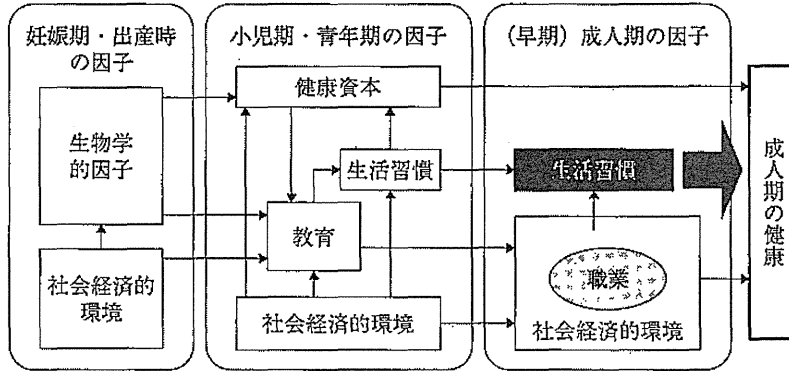 妊娠期・出産時
の因子
生物学
的因子
社会経済的
環境
小児期・青年期の因子
健康資本
生活習慣
教育
社会経済的環境
（早期）成人期の因子
生活習慣
職業
社会経済的環境
成人期の健康